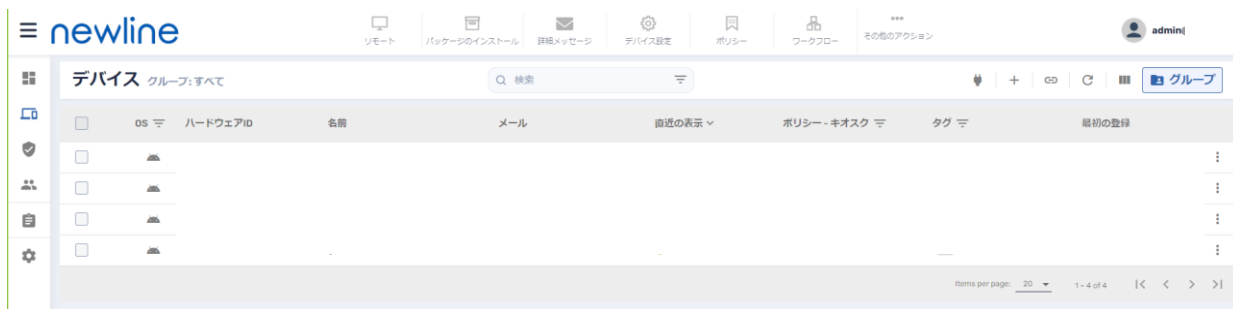 newline
リモート
パッケージのインストール
詳細メッセージ
デバイス設定
ポリシー
ワークフロー
その他のアクション
admin
デバイス グループ: すべて
検索
グループ
OS ハードウェアID 名前 メール 直近の表示 ポリシー - キオスク タグ 最初の登録
Items per page: 20 1 – 4 of 4